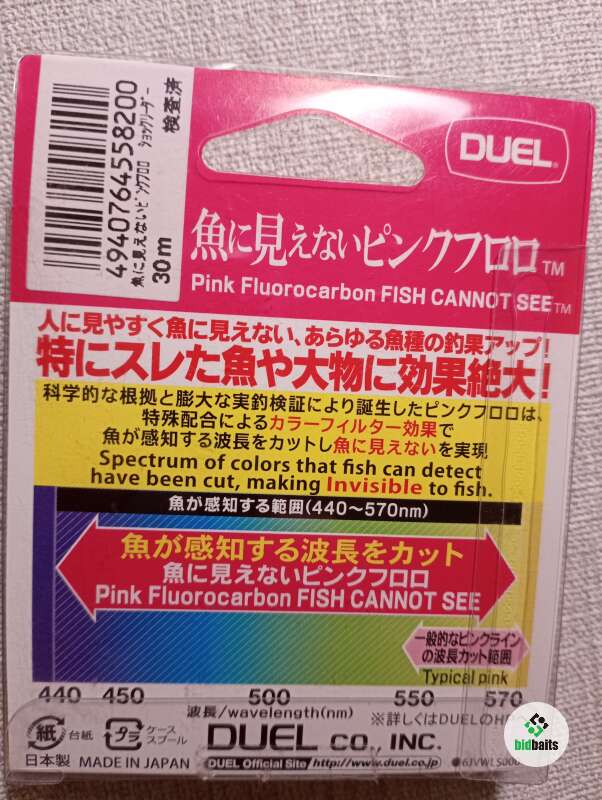 4940764558200
魚に見えないピンクフロロ ショックリーダー
30m
検査済
DUEL®
魚に見えないピンクフロロ™
Pink Fluorocarbon FISH CANNOT SEE™
人に見やすく魚に見えない、あらゆる魚種の釣果アップ!
特にスレた魚や大物に効果絶大!
科学的な根拠と膨大な実釣検証により誕生したピンクフロロは、
特殊配合によるカラーフィルター効果で
魚が感知する波長をカットし魚に見えないを実現
Spectrum of colors that fish can detect
have been cut, making Invisible to fish.
魚が感知する範囲(440～570nm)
魚が感知する波長をカット
魚に見えないピンクフロロ
Pink Fluorocarbon FISH CANNOT SEE
一般的なピンクライン
の波長カット範囲
Typical pink
440 450 500 550 570
波長/wavelength(nm) ※詳しくはDUELの
紙 台紙 プラ ケース スプール
DUEL CO., INC.
日本製 MADE IN JAPAN DUEL Official Site http://www.duel.co.jp
bidbaits